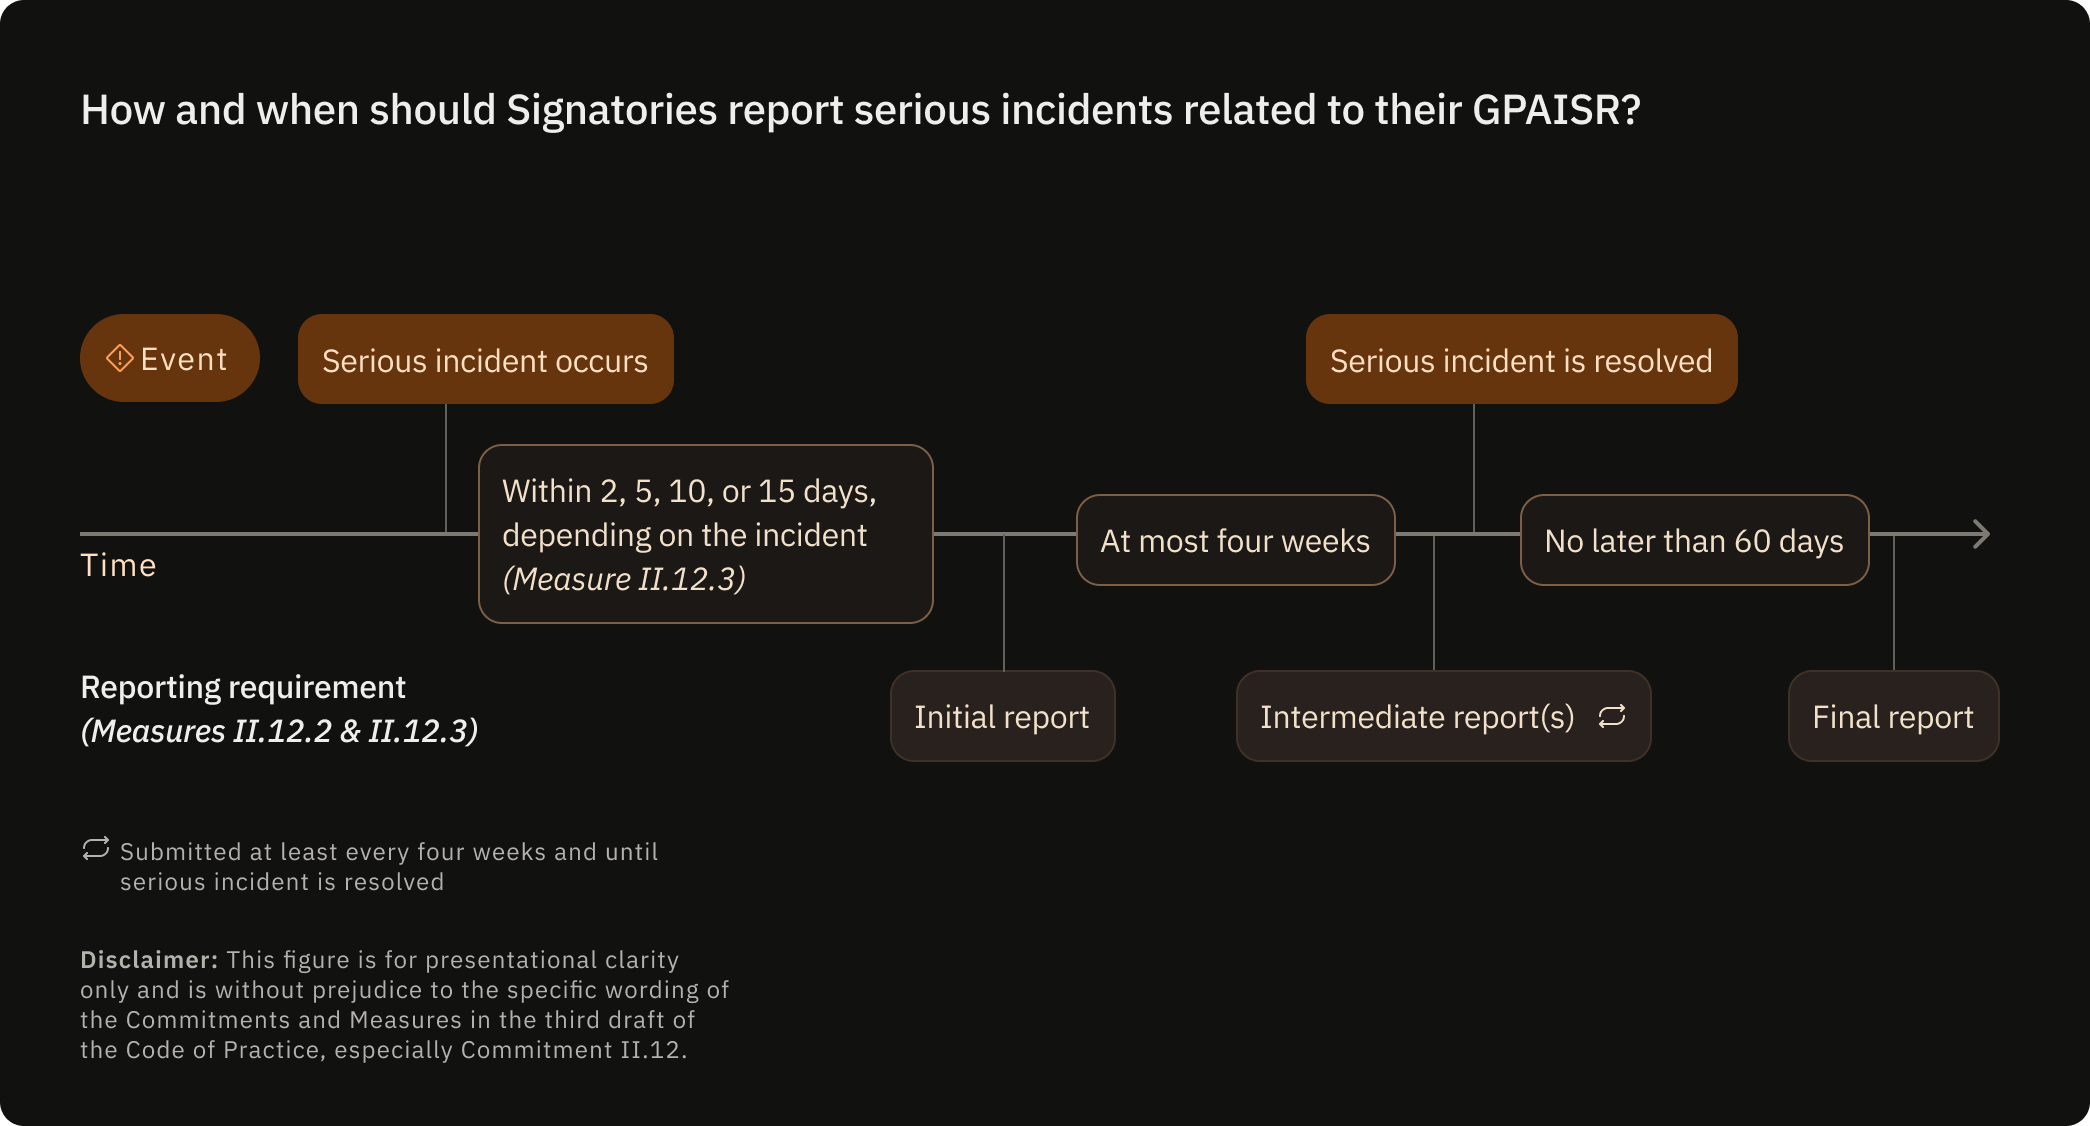 How and when should Signatories report serious incidents related to their GPAISR?
Event
Serious incident occurs
Serious incident is resolved
Within 2, 5, 10, or 15 days,
depending on the incident
(Measure II.12.3)
At most four weeks
No later than 60 days
Time
Reporting requirement
(Measures II.12.2 & II.12.3)
Initial report
Intermediate report(s)
Final report
Submitted at least every four weeks and until
serious incident is resolved
Disclaimer: This figure is for presentational clarity
only and is without prejudice to the specific wording of
the Commitments and Measures in the third draft of
the Code of Practice, especially Commitment II.12.